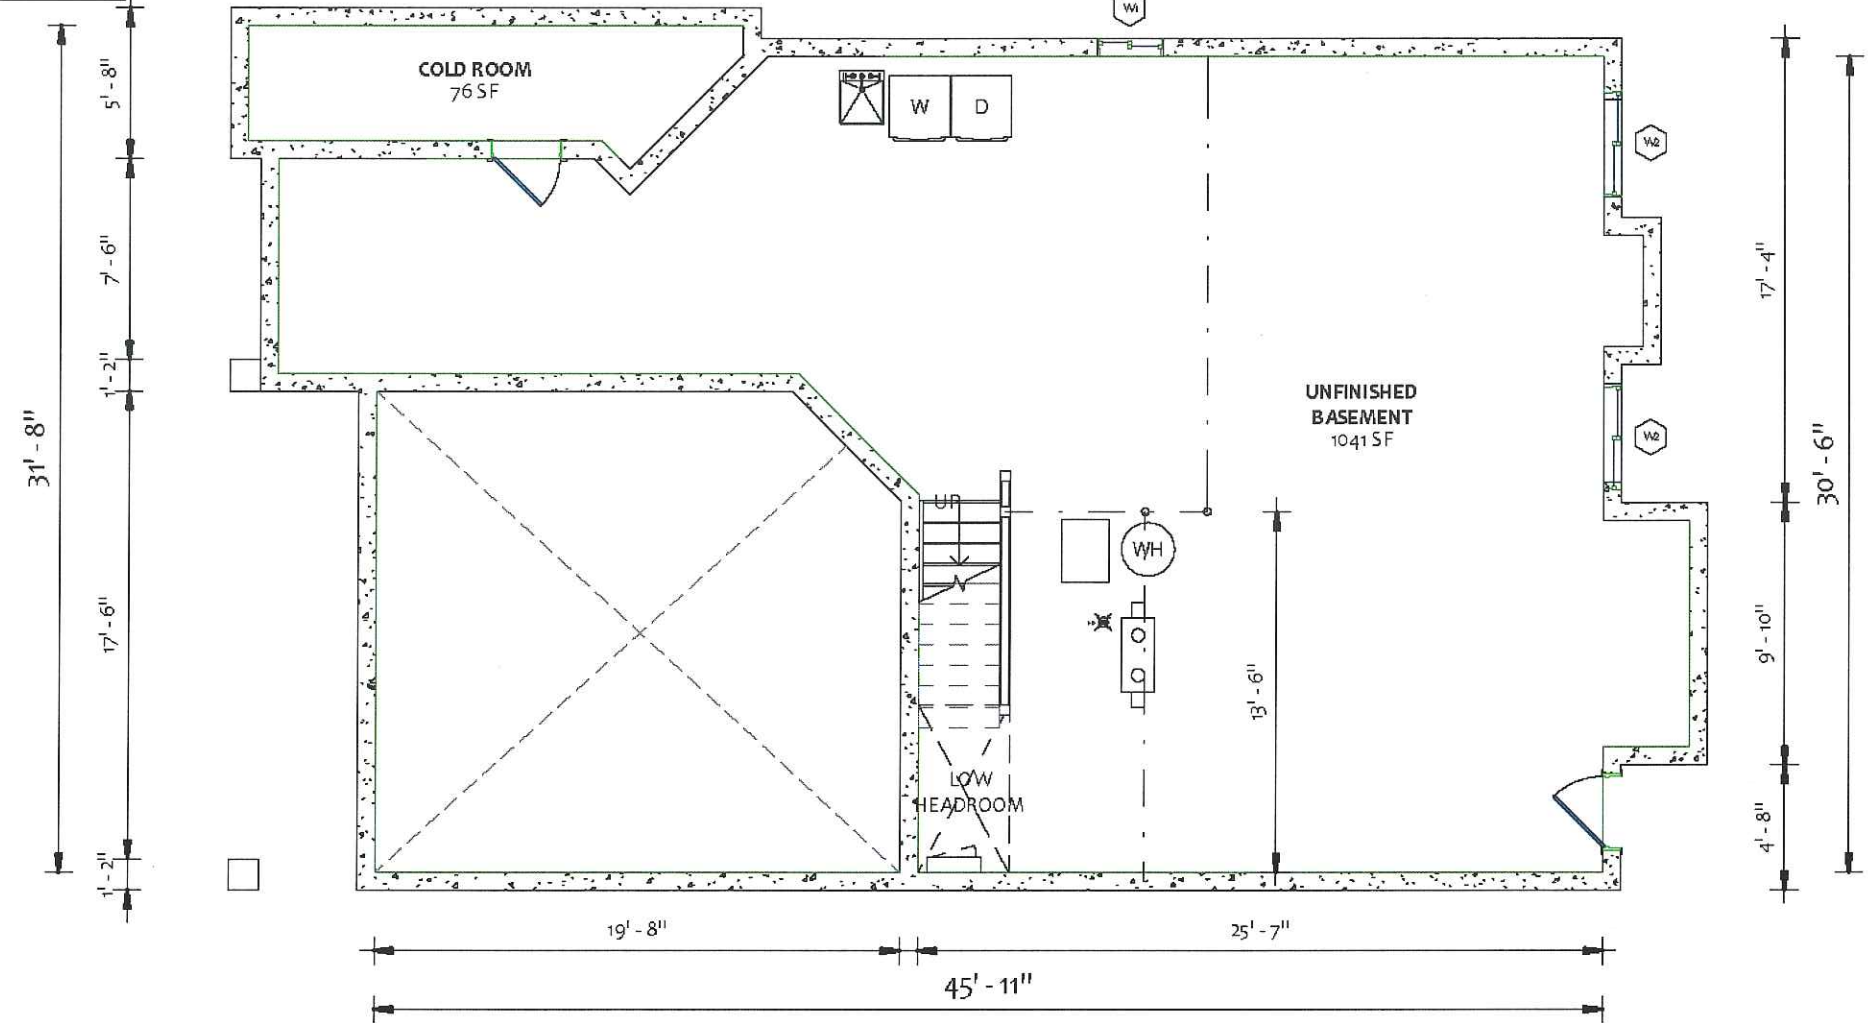 W1
COLD ROOM
76 SF
W
D
5' - 8"
W2
7' - 6"
17' - 4"
1' - 2"
UNFINISHED
BASEMENT
1041 SF
W2
31' - 8"
30' - 6"
UP
WH
17' - 6"
9' - 10"
13' - 6"
LOW
HEADROOM
4' - 8"
1' - 2"
19' - 8"
25' - 7"
45' - 11"